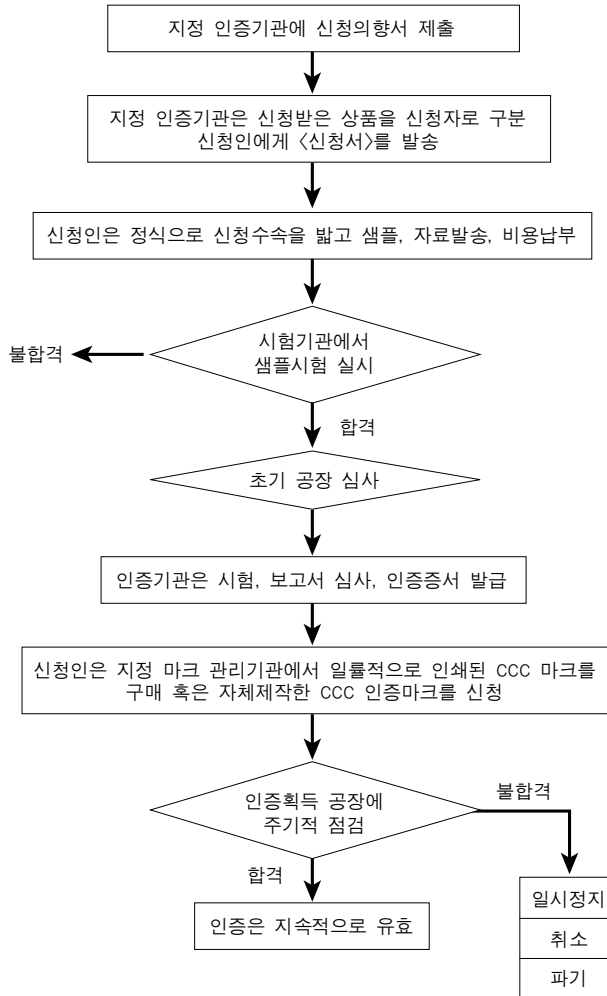 지정 인증기관에 신청의향서 제출
지정 인증기관은 신청받은 상품을 신청자로 구분
신청인에게 〈신청서〉를 발송
신청인은 정식으로 신청수속을 밟고 샘플, 자료발송, 비용납부
시험기관에서
샘플시험 실시
불합격
합격
초기 공장 심사
인증기관은 시험, 보고서 심사, 인증증서 발급
신청인은 지정 마크 관리기관에서 일률적으로 인쇄된 CCC 마크를
구매 혹은 자체제작한 CCC 인증마크를 신청
인증획득 공장에
주기적 점검
불합격
합격
인증은 지속적으로 유효
일시정지
취소
파기